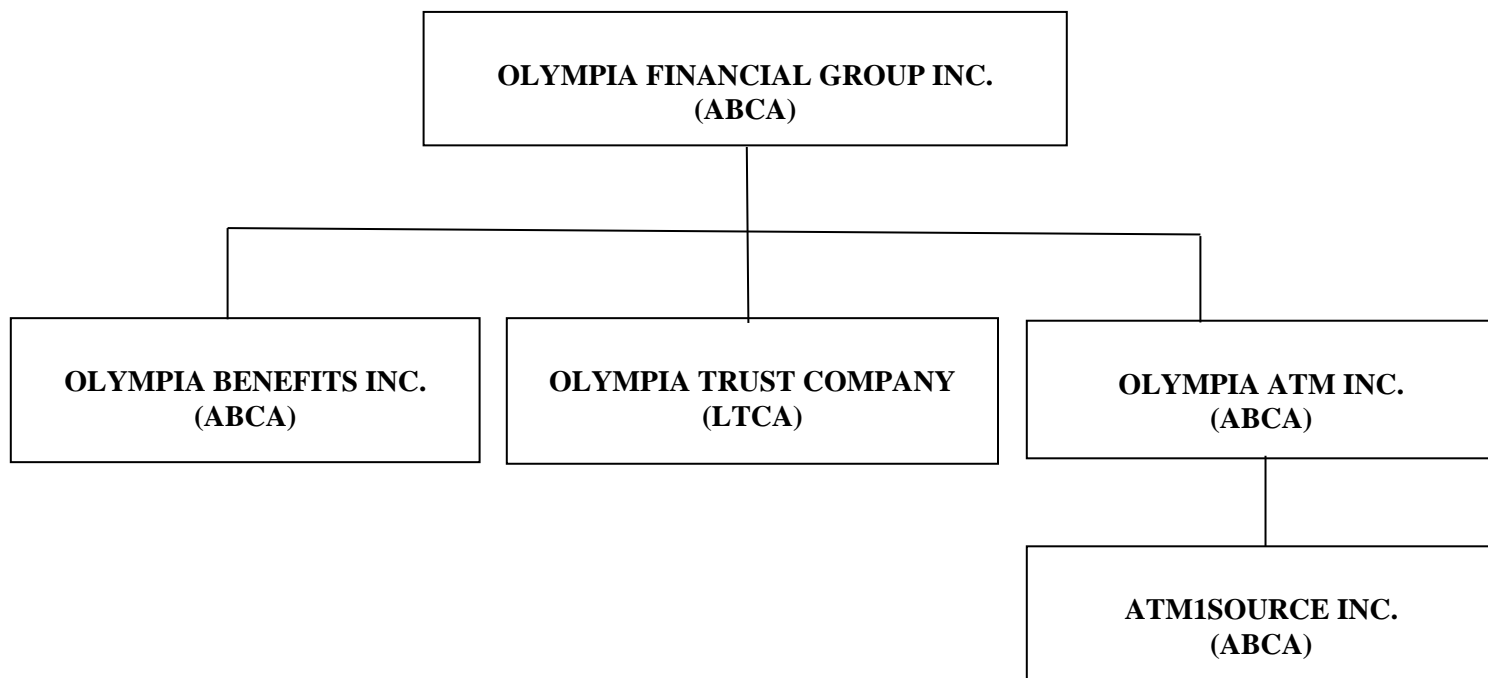 OLYMPIA FINANCIAL GROUP INC.
(ABCA)
OLYMPIA BENEFITS INC.
(ABCA)
OLYMPIA TRUST COMPANY
(LTCA)
OLYMPIA ATM INC.
(ABCA)
ATM1SOURCE INC.
(ABCA)